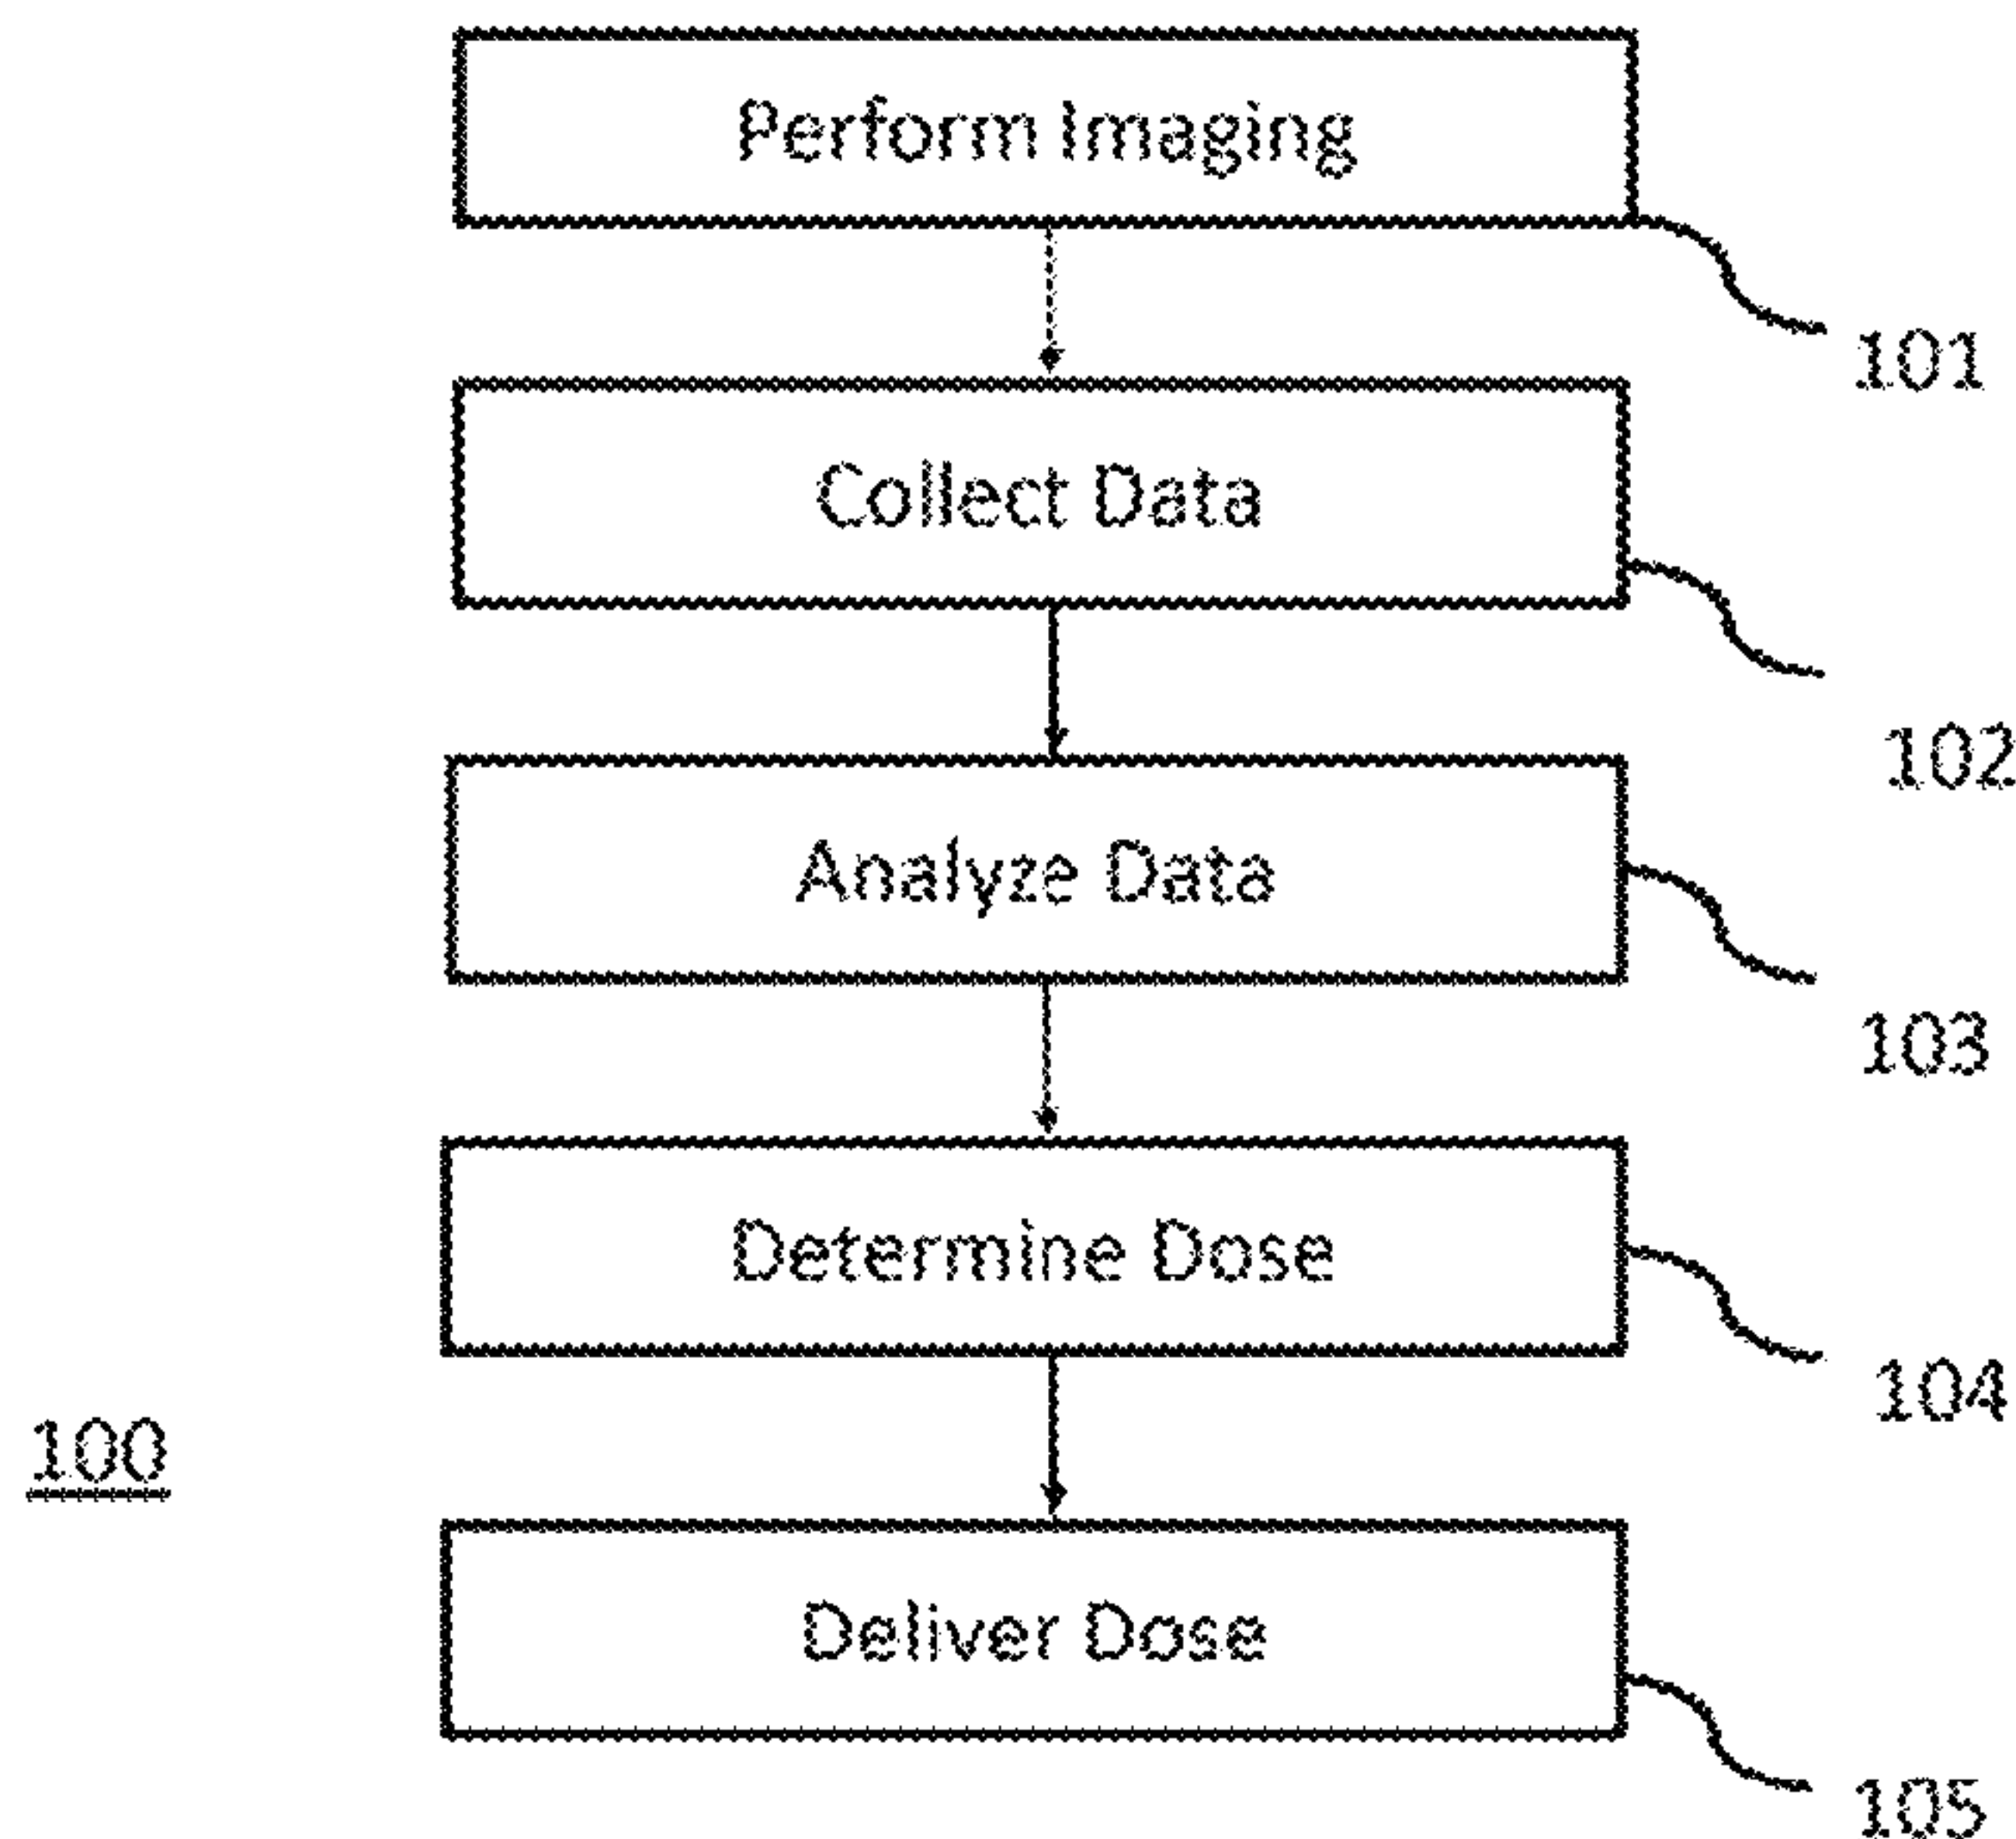 Perform Imaging
101
Collect Data
102
Analyze Data
103
Determine Dose
104
100
Deliver Dose
105